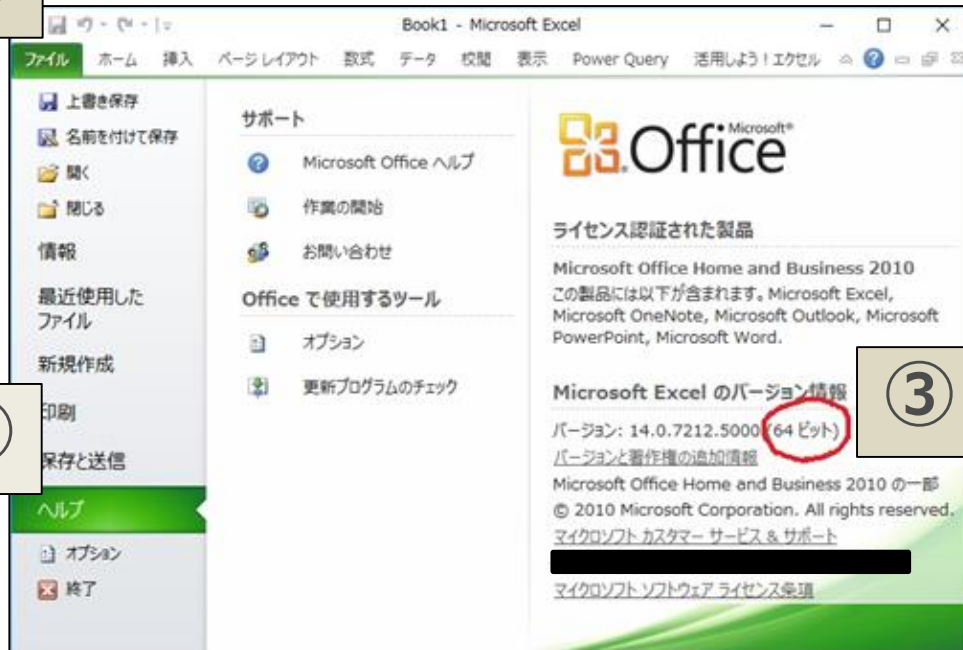 Book1 - Microsoft Excel
ファイル ホーム 挿入 ページ レイアウト 数式 データ 校閲 表示 Power Query 活用しよう！エクセル
上書き保存
名前を付けて保存
開く
閉じる
情報
最近使用した
ファイル
新規作成
印刷
保存と送信
ヘルプ
オプション
終了
サポート
Microsoft Office ヘルプ
作業の開始
お問い合わせ
Office で使用するツール
オプション
更新プログラムのチェック
Microsoft®
Office
ライセンス認証された製品
Microsoft Office Home and Business 2010
この製品には以下が含まれます。Microsoft Excel,
Microsoft OneNote, Microsoft Outlook, Microsoft
PowerPoint, Microsoft Word.
Microsoft Excel のバージョン情報
③
バージョン: 14.0.7212.5000 (64 ビット)
バージョンと著作権の追加情報
Microsoft Office Home and Business 2010 の一部
© 2010 Microsoft Corporation. All rights reserved.
マイクロソフト カスタマー サービス & サポート
マイクロソフト ソフトウェア ライセンス条項